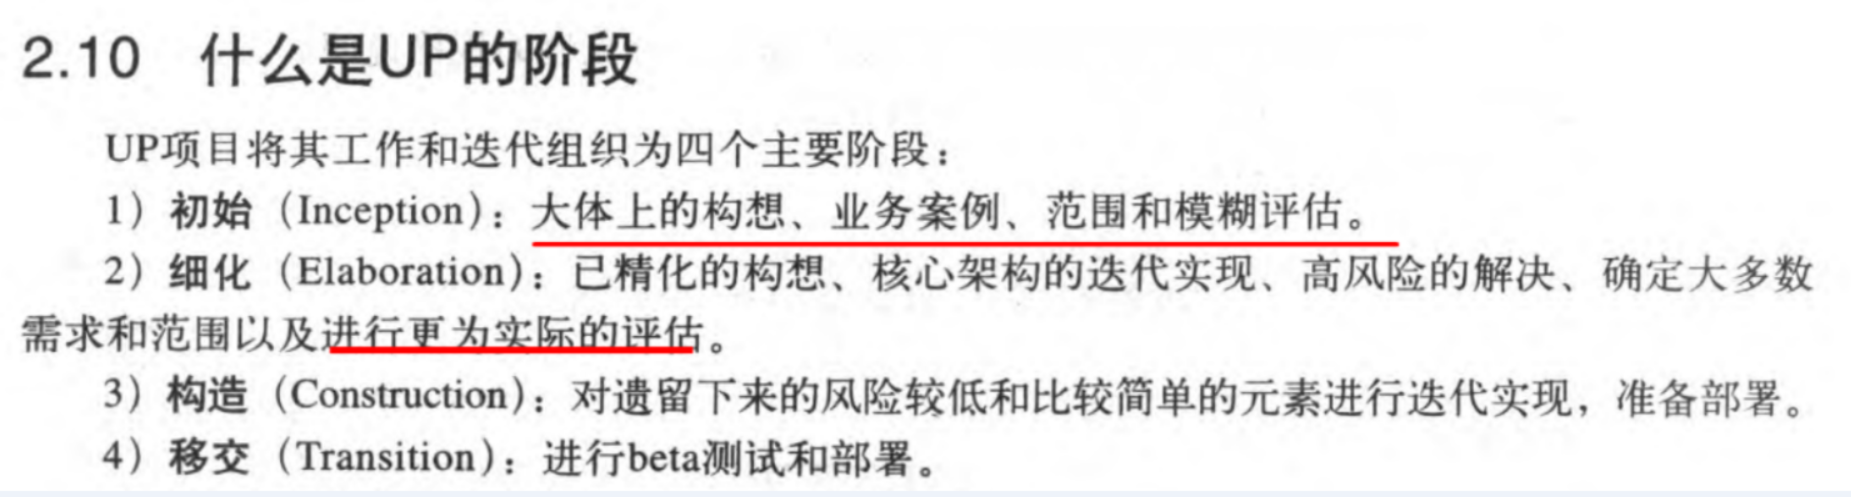 2.10 什么是UP的阶段
UP项目将其工作和迭代组织为四个主要阶段：
1）初始（Inception）：大体上的构想、业务案例、范围和模糊评估。
2）细化（Elaboration）：已精化的构想、核心架构的迭代实现、高风险的解决、确定大多数
需求和范围以及进行更为实际的评估。
3）构造（Construction）：对遗留下来的风险较低和比较简单的元素进行迭代实现，准备部署。
4）移交（Transition）：进行beta测试和部署。